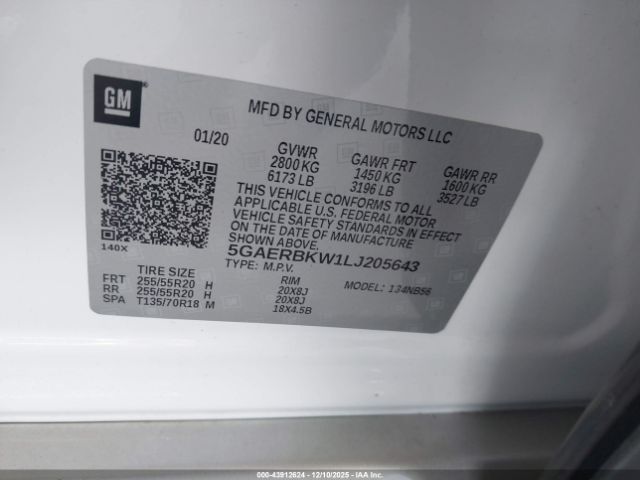 GM
MFD BY GENERAL MOTORS LLC
01/20
GVWR GAWR FRT GAWR RR
2800 KG 1450 KG 1600 KG
6173 LB 3196 LB 3527 LB
THIS VEHICLE CONFORMS TO ALL
APPLICABLE U.S. FEDERAL MOTOR
VEHICLE SAFETY STANDARDS IN EFFECT
ON THE DATE OF MANUFACTURE
SHOWN ABOVE.
140X
5GAERBKW1LJ205643
TYPE: M.P.V. MODEL: 134NB56
TIRE SIZE RIM
FRT 255/55R20 H 20X8J
RR 255/55R20 H 20X8J
SPA T135/70R18 M 18X4.5B
000-43912624 - 12/10/2025 - IAA Inc.